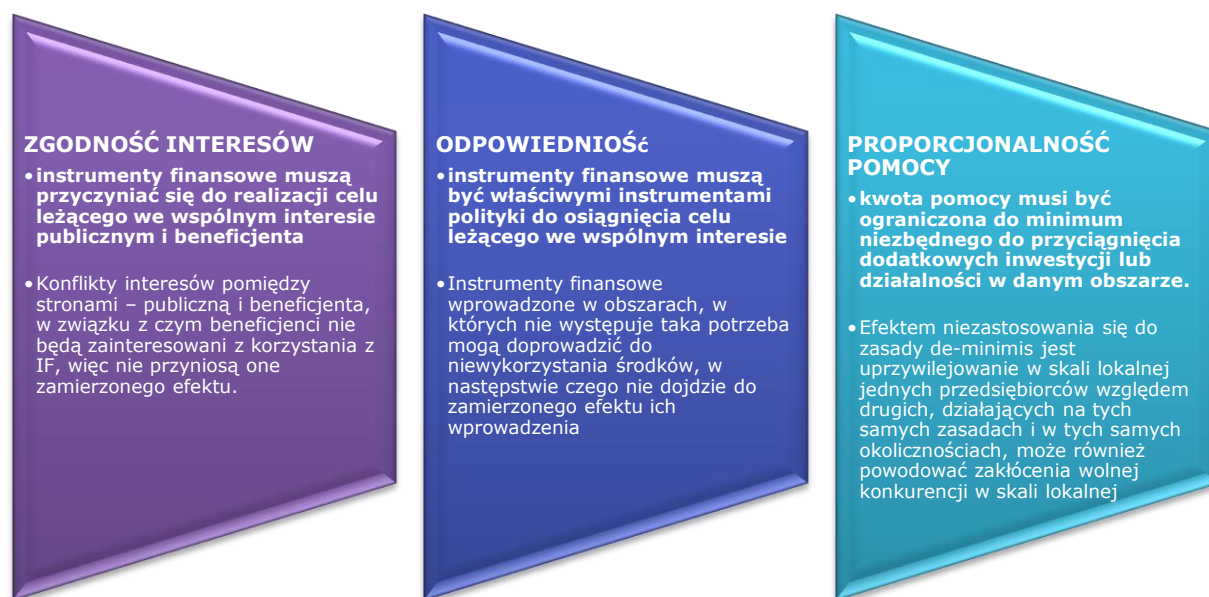 ZGODNOŚĆ INTERESÓW
•instrumenty finansowe muszą
przyczyniać się do realizacji celu
leżącego we wspólnym interesie
publicznym i beneficjenta
•Konflikty interesów pomiędzy
stronami – publiczną i beneficjenta,
w związku z czym beneficjenci nie
będą zainteresowani z korzystania z
IF, więc nie przyniosą one
zamierzonego efektu.
ODPOWIEDNIOŚć
•instrumenty finansowe muszą
być właściwymi instrumentami
polityki do osiągnięcia celu
leżącego we wspólnym interesie
•Instrumenty finansowe
wprowadzone w obszarach, w
których nie występuje taka potrzeba
mogą doprowadzić do
niewykorzystania środków, w
następstwie czego nie dojdzie do
zamierzonego efektu ich
wprowadzenia
PROPORCJONALNOŚĆ
POMOCY
•kwota pomocy musi być
ograniczona do minimum
niezbędnego do przyciągnięcia
dodatkowych inwestycji lub
działalności w danym obszarze.
•Efektem niezastosowania się do
zasady de-minimis jest
uprzywilejowanie w skali lokalnej
jednych przedsiębiorców względem
drugich, działających na tych
samych zasadach i w tych samych
okolicznościach, może również
powodować zakłócenia wolnej
konkurencji w skali lokalnej